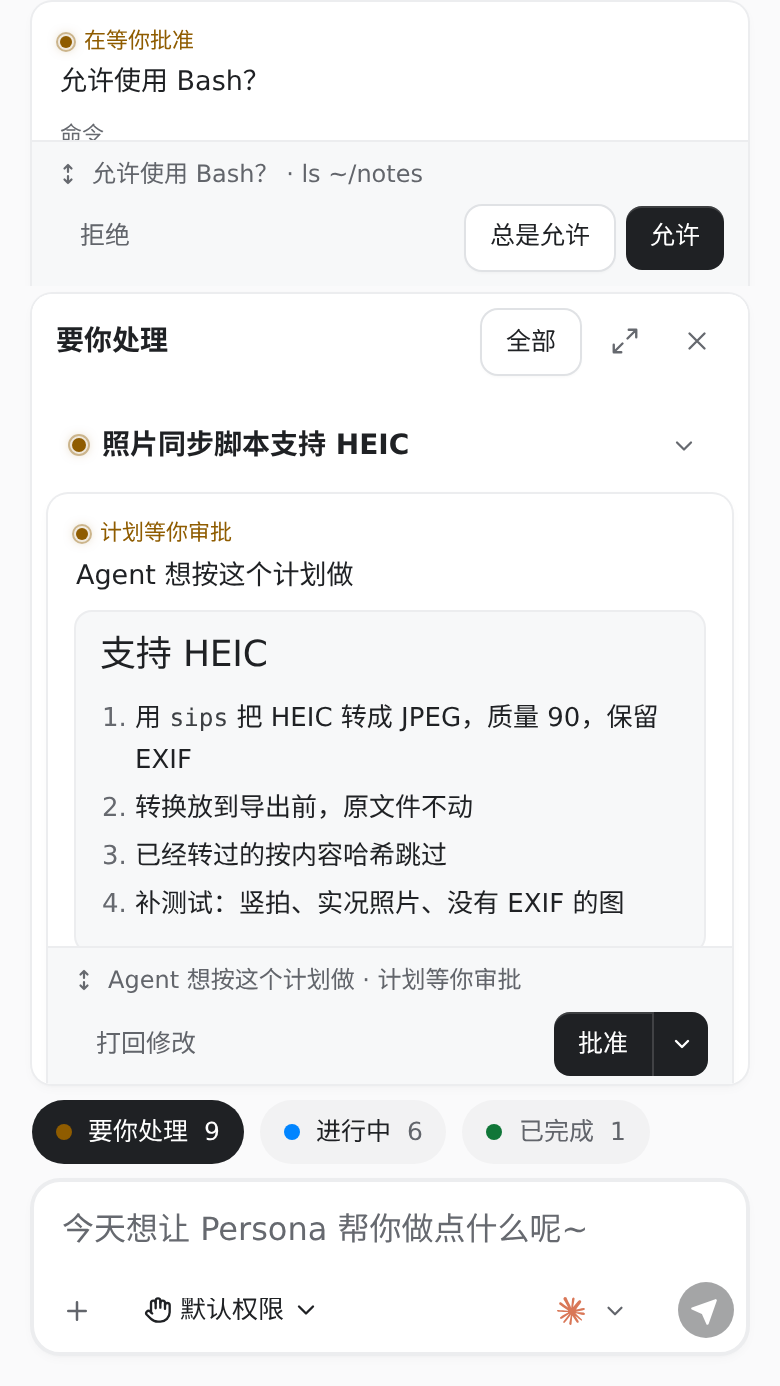 在等你批准
允许使用 Bash?
命令
允许使用 Bash? · ls ~/notes
拒绝
总是允许
允许
要你处理
全部
照片同步脚本支持 HEIC
计划等你审批
Agent 想按这个计划做
支持 HEIC
1. 用 sips 把 HEIC 转成 JPEG，质量 90，保留
EXIF
2. 转换放到导出前，原文件不动
3. 已经转过的按内容哈希跳过
4. 补测试：竖拍、实况照片、没有 EXIF 的图
Agent 想按这个计划做 · 计划等你审批
打回修改
批准
要你处理 9
进行中 6
已完成 1
今天想让 Persona 帮你做点什么呢~
默认权限